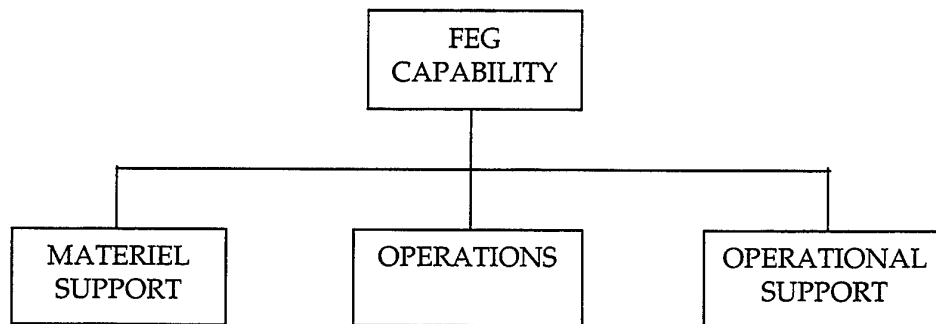 FEG
CAPABILITY
MATERIEL
SUPPORT
OPERATIONS
OPERATIONAL
SUPPORT